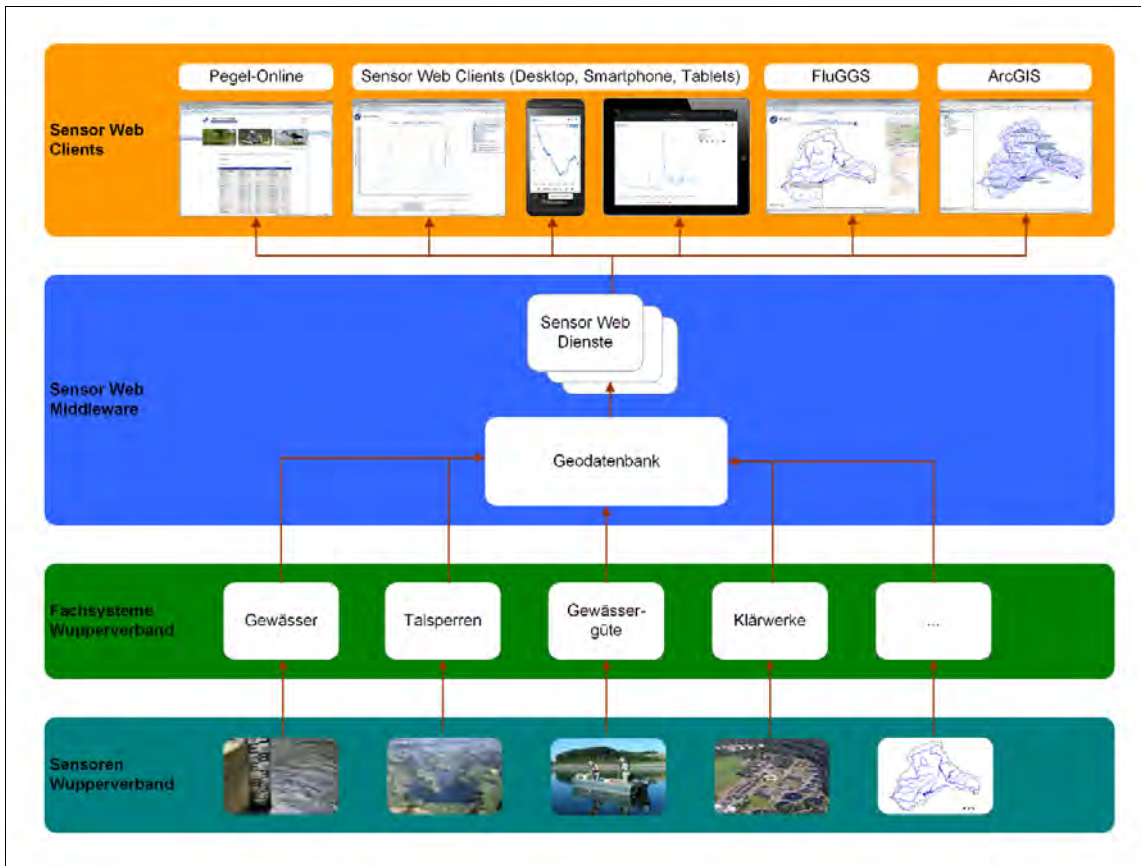 Pegel-Online
Sensor Web Clients (Desktop, Smartphone, Tablets)
FluGGS
ArcGIS
Sensor Web
Clients
Sensor Web
Dienste
Sensor Web
Middleware
Geodatenbank
Fachsysteme
Wupperverband
Gewässer
Talsperren
Gewässer-
güte
Klärwerke
...
Sensoren
Wupperverband
...